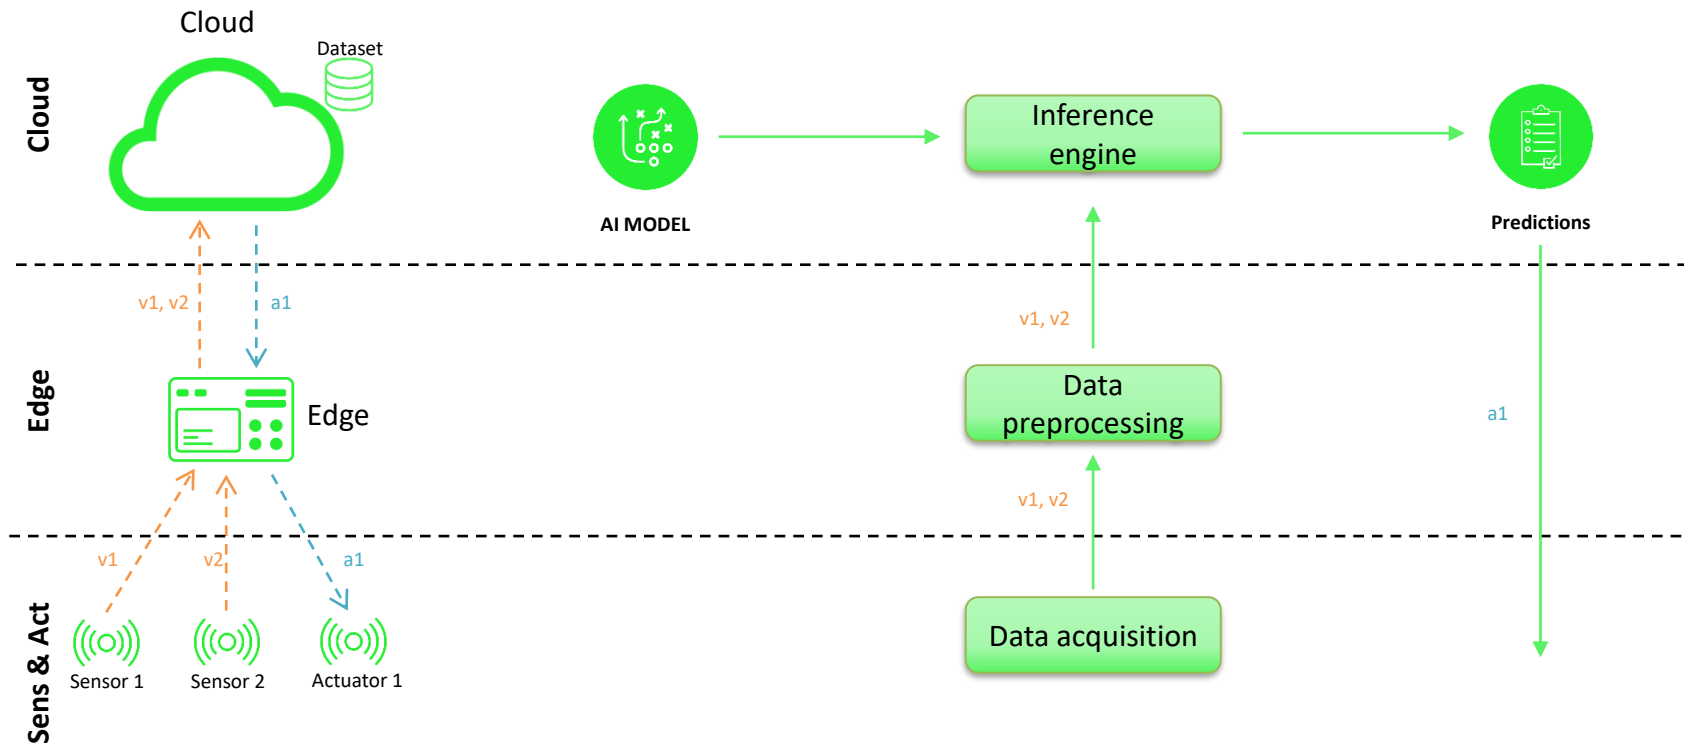 Cloud
Cloud
Dataset
AI MODEL
Inference
engine
Predictions
v1, v2
a1
v1, v2
Edge
Edge
Data
preprocessing
a1
v1, v2
v1
v2
a1
Sens & Act
Sensor 1
Sensor 2
Actuator 1
Data acquisition